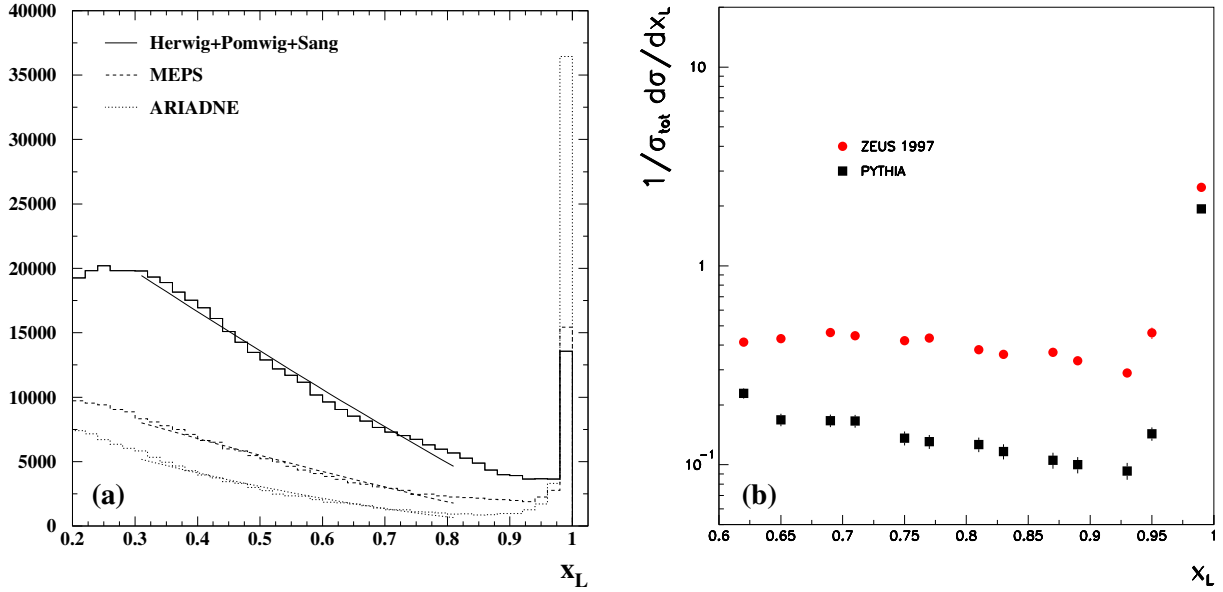 40000
35000
30000
25000
20000
15000
10000
5000
0
Herwig+Pomwig+Sang
MEPS
ARIADNE
(a)
0.2 0.3 0.4 0.5 0.6 0.7 0.8 0.9 1
x_L
1/σ_tot dσ/dx_L
10
1
10⁻¹
ZEUS 1997
PYTHIA
(b)
0.6 0.65 0.7 0.75 0.8 0.85 0.9 0.95 1
x_L